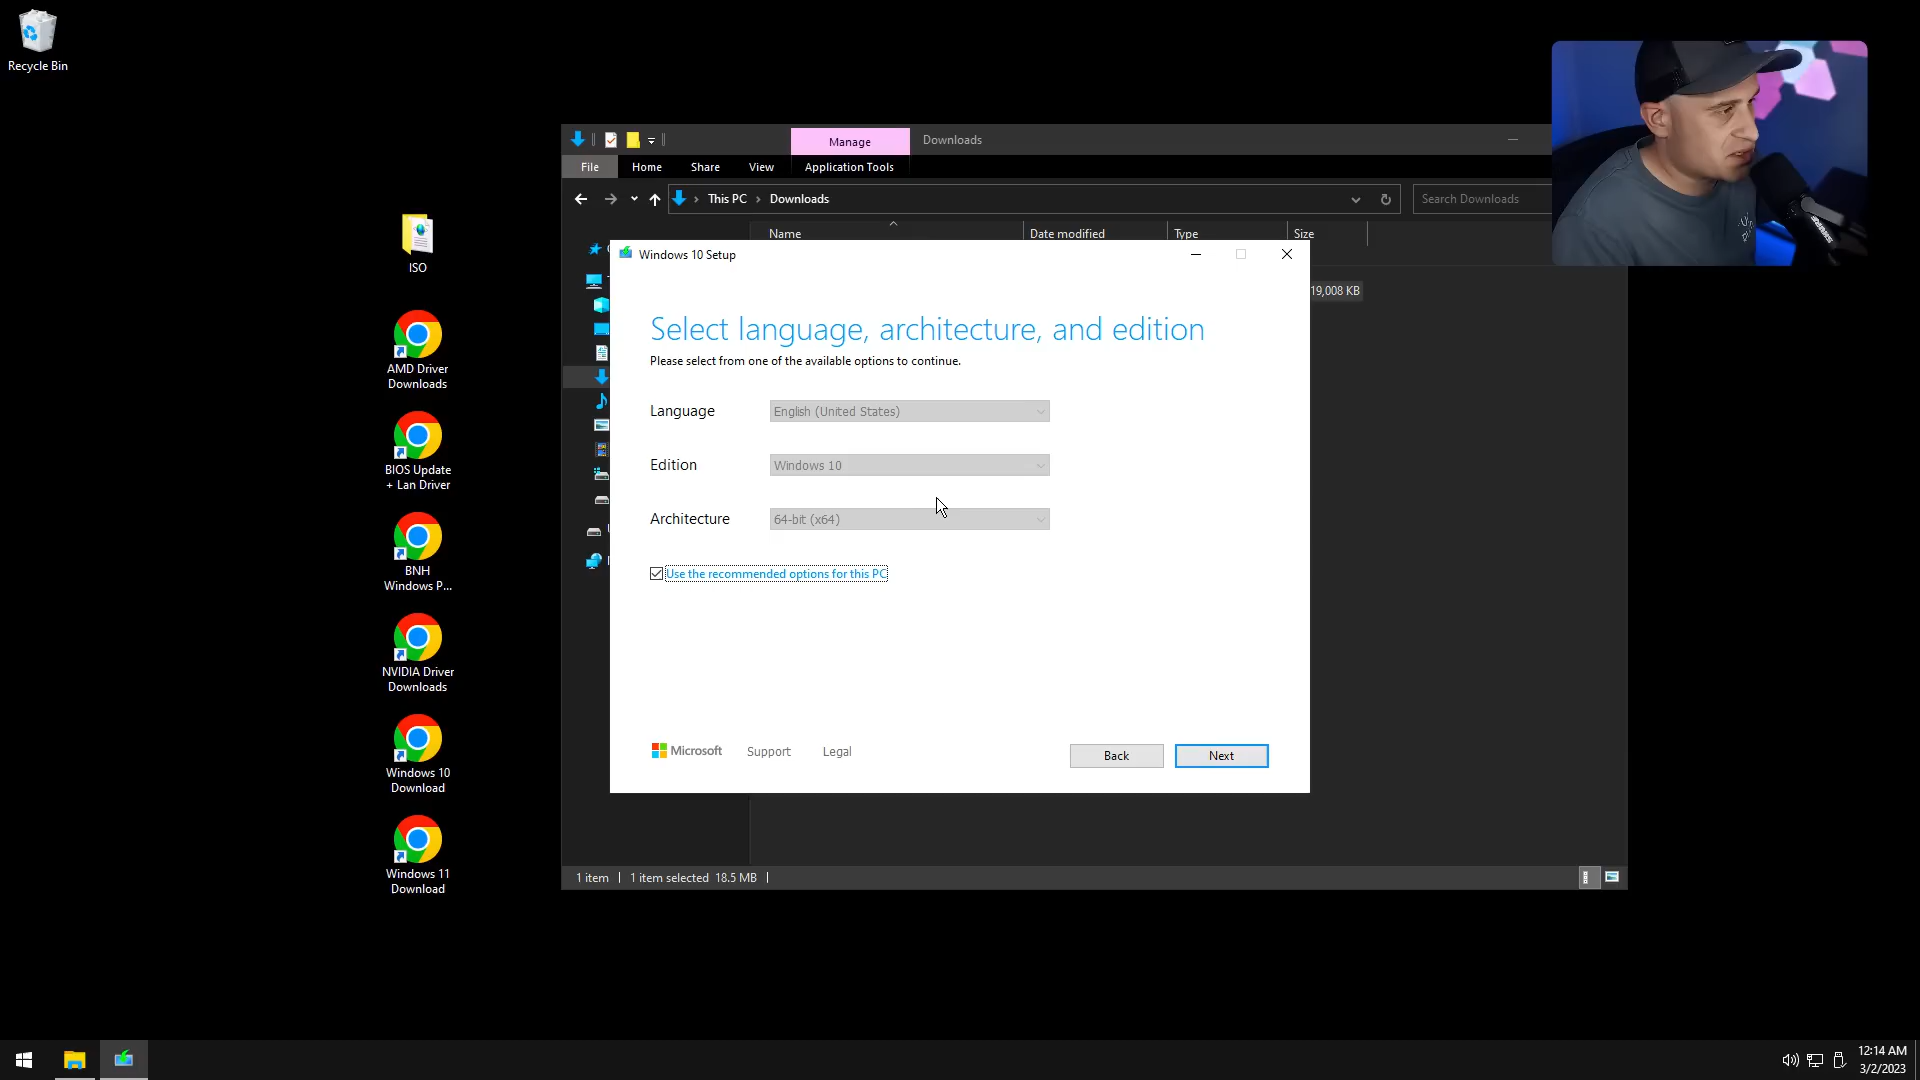 Recycle Bin
ISO
AMD Driver
Downloads
BIOS Update
+ Lan Driver
BNH
Windows P...
NVIDIA Driver
Downloads
Windows 10
Download
Windows 11
Download
Manage
Downloads
File
Home
Share
View
Application Tools
This PC
Downloads
Search Downloads
Name
Date modified
Type
Size
19,008 KB
Windows 10 Setup
Select language, architecture, and edition
Please select from one of the available options to continue.
Language
English (United States)
Edition
Windows 10
Architecture
64-bit (x64)
Use the recommended options for this PC
Microsoft
Support
Legal
Back
Next
1 item
1 item selected 18.5 MB
12:14 AM
3/2/2023